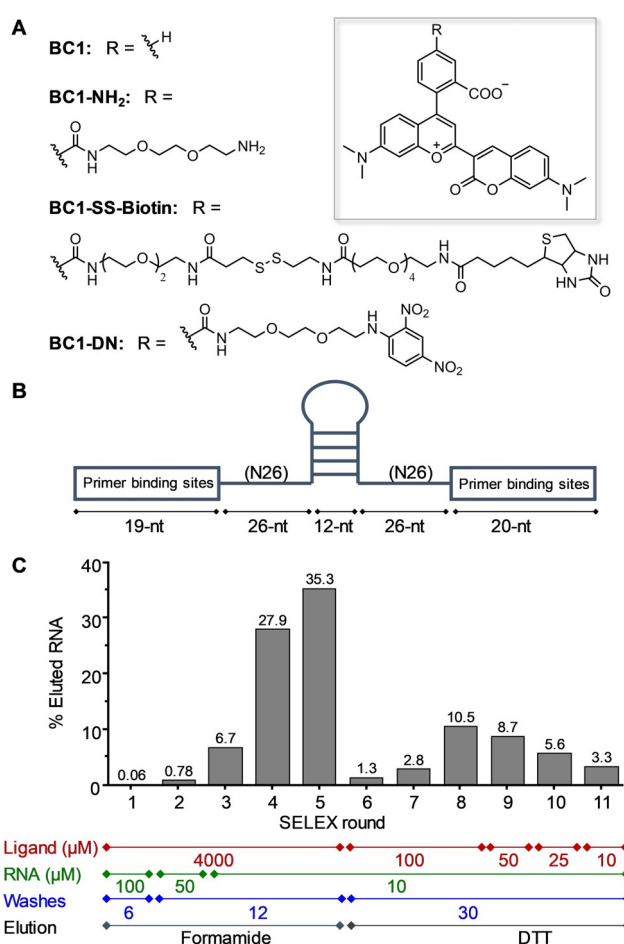 A
BC1: R = H
BC1-NH2: R =
O
N
H
O
O
NH2
R
COO−
N
O
+
O
O
N
BC1-SS-Biotin: R =
O
N
H
O
2
H
N
O
S
S
N
H
O
O
4
H
N
O
S
NH
HN
O
BC1-DN: R =
O
N
H
O
O
H
N
NO2
NO2
B
(N26) (N26)
Primer binding sites Primer binding sites
19-nt 26-nt 12-nt 26-nt 20-nt
C
% Eluted RNA
40
30
20
10
0
0.06 0.78 6.7 27.9 35.3 1.3 2.8 10.5 8.7 5.6 3.3
1 2 3 4 5 6 7 8 9 10 11
SELEX round
Ligand (µM) 4000 100 50 25 10
RNA (µM) 100 50 10
Washes 6 12 30
Elution Formamide DTT